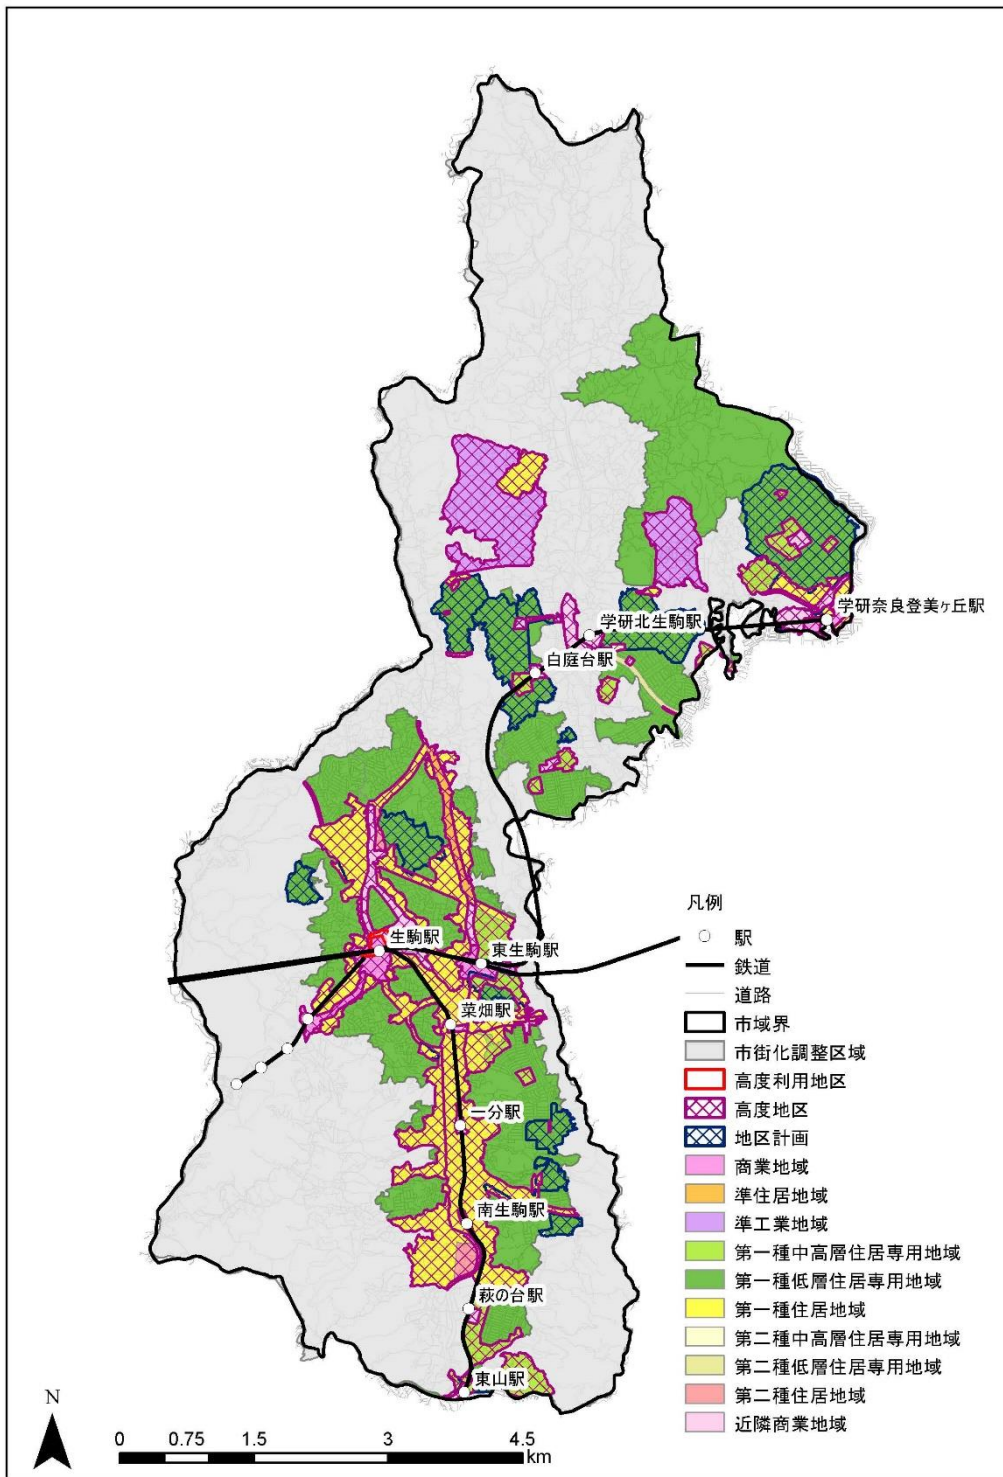 学研奈良登美ヶ丘駅
学研北生駒駅
白庭台駅
生駒駅
東生駒駅
菜畑駅
一分駅
南生駒駅
萩の台駅
東山駅
凡例
駅
鉄道
道路
市域界
市街化調整区域
高度利用地区
高度地区
地区計画
商業地域
準住居地域
準工業地域
第一種中高層住居専用地域
第一種低層住居専用地域
第一種住居地域
第二種中高層住居専用地域
第二種低層住居専用地域
第二種住居地域
近隣商業地域
N
0 0.75 1.5 3 4.5
km